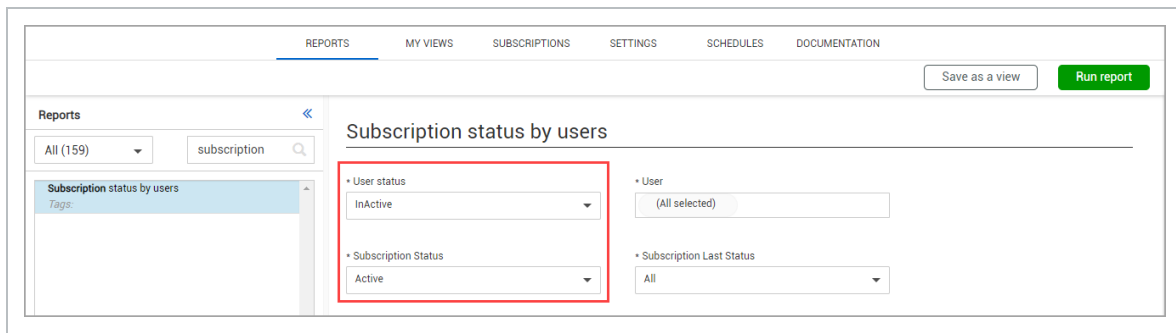 REPORTS MY VIEWS SUBSCRIPTIONS SETTINGS SCHEDULES DOCUMENTATION
Save as a view Run report
Reports
All (159) subscription
Subscription status by users
Tags:
Subscription status by users
* User status
InActive
* User
(All selected)
* Subscription Status
Active
* Subscription Last Status
All